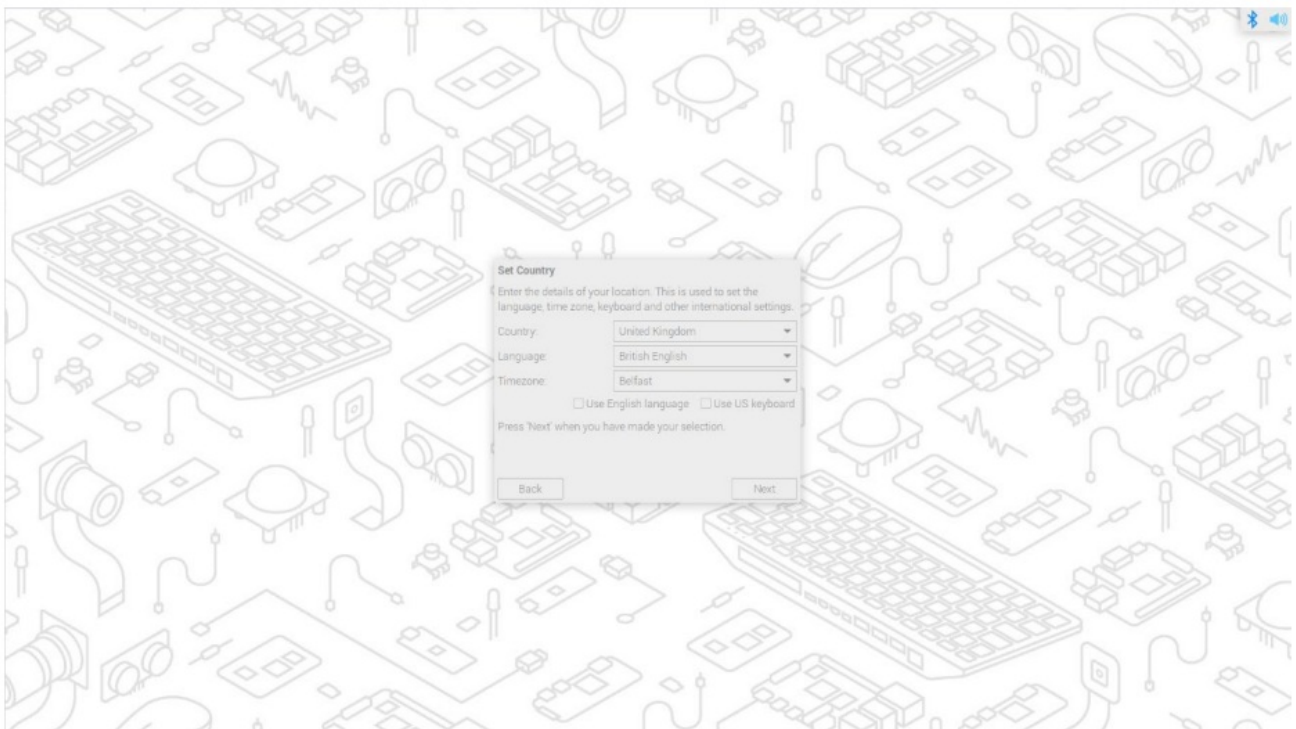 Set Country
Enter the details of your location. This is used to set the
language, time zone, keyboard and other international settings.
Country: United Kingdom
Language: British English
Timezone: Belfast
Use English language Use US keyboard
Press 'Next' when you have made your selection.
Back Next